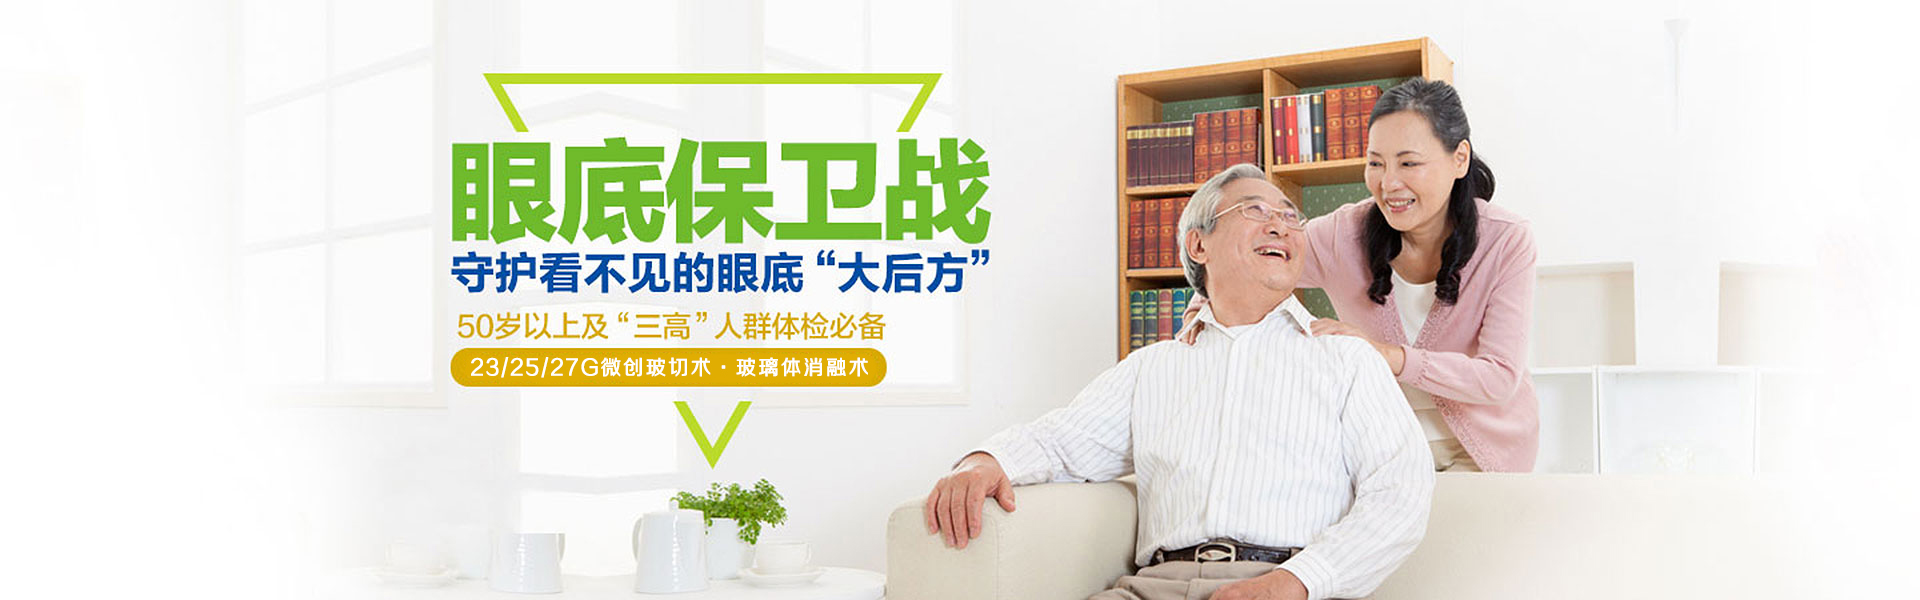 眼底保卫战
守护看不见的眼底“大后方”
50岁以上及“三高”人群体检必备
23/25/27G微创玻切术·玻璃体消融术